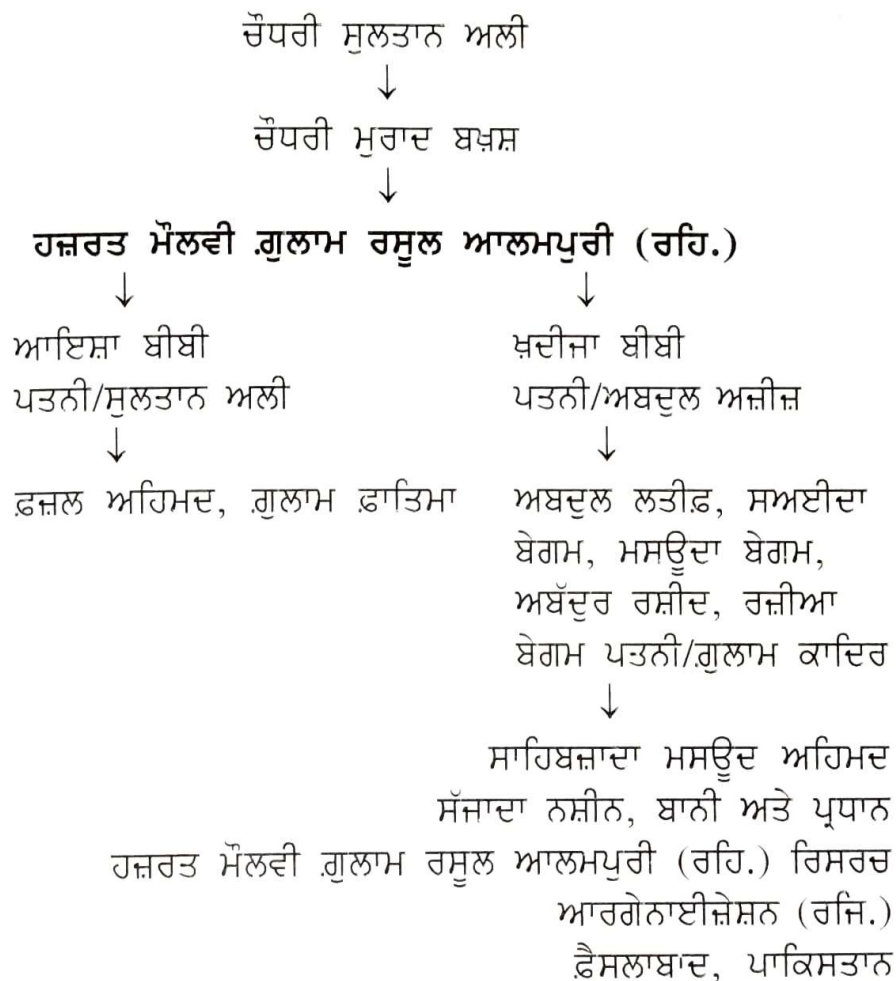 ਚੌਧਰੀ ਸੁਲਤਾਨ ਅਲੀ
↓
ਚੌਧਰੀ ਮੁਰਾਦ ਬਖ਼ਸ਼
↓
ਹਜ਼ਰਤ ਮੌਲਵੀ ਗ਼ੁਲਾਮ ਰਸੂਲ ਆਲਮਪੁਰੀ (ਰਹਿ.)
↓ ↓
ਆਇਸ਼ਾ ਬੀਬੀ
ਪਤਨੀ/ਸੁਲਤਾਨ ਅਲੀ
↓
ਫ਼ਜ਼ਲ ਅਹਿਮਦ, ਗ਼ੁਲਾਮ ਫ਼ਾਤਿਮਾ
ਖ਼ਦੀਜਾ ਬੀਬੀ
ਪਤਨੀ/ਅਬਦੁਲ ਅਜ਼ੀਜ਼
↓
ਅਬਦੁਲ ਲਤੀਫ਼, ਸਅਈਦਾ
ਬੇਗਮ, ਮਸਊਦਾ ਬੇਗਮ,
ਅਬੱਦੁਰ ਰਸ਼ੀਦ, ਰਜ਼ੀਆ
ਬੇਗਮ ਪਤਨੀ/ਗ਼ੁਲਾਮ ਕਾਦਿਰ
↓
ਸਾਹਿਬਜ਼ਾਦਾ ਮਸਊਦ ਅਹਿਮਦ
ਸੱਜਾਦਾ ਨਸ਼ੀਨ, ਬਾਨੀ ਅਤੇ ਪ੍ਰਧਾਨ
ਹਜ਼ਰਤ ਮੌਲਵੀ ਗ਼ੁਲਾਮ ਰਸੂਲ ਆਲਮਪੁਰੀ (ਰਹਿ.) ਰਿਸਰਚ
ਆਰਗੇਨਾਈਜ਼ੇਸ਼ਨ (ਰਜਿ.)
ਫ਼ੈਸਲਾਬਾਦ, ਪਾਕਿਸਤਾਨ